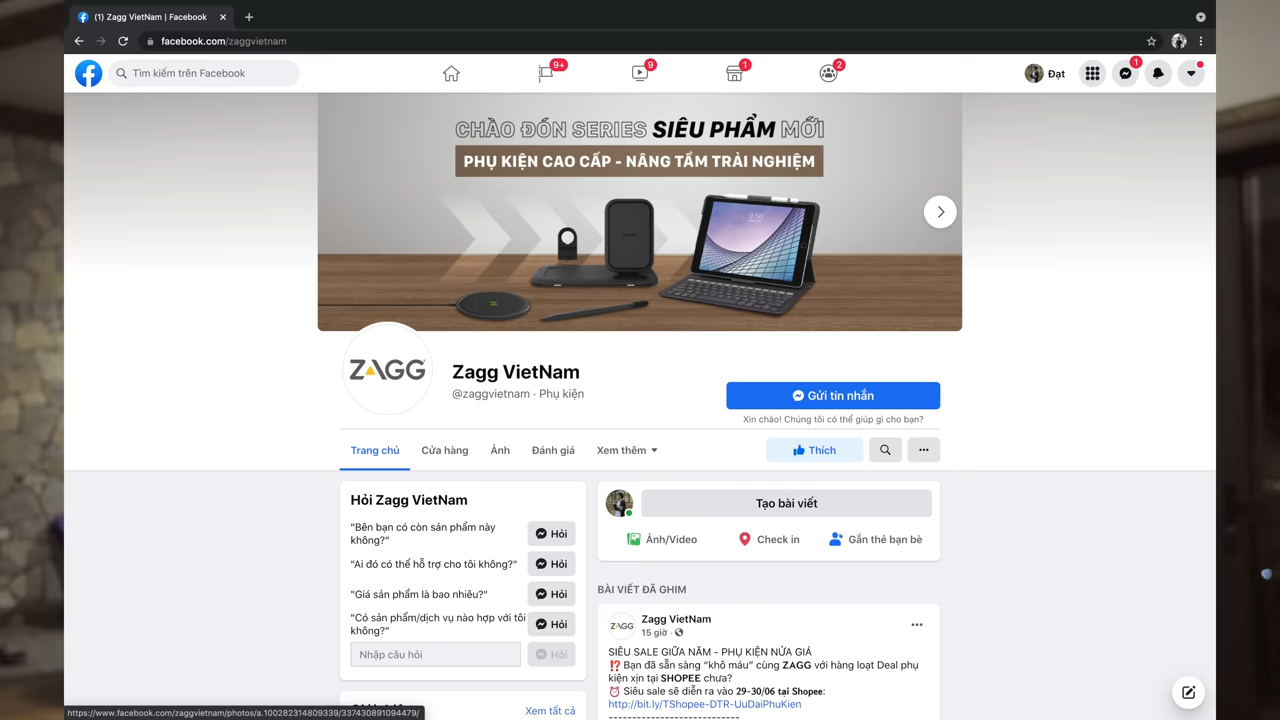 (1) Zagg VietNam | Facebook
facebook.com/zaggvietnam
Tìm kiếm trên Facebook
9+
9
1
2
Đạt
1
CHÀO ĐÓN SERIES SIÊU PHẨM MỚI
PHỤ KIỆN CAO CẤP - NÂNG TẦM TRẢI NGHIỆM
9:56
ZAGG
Zagg VietNam
@zaggvietnam · Phụ kiện
Gửi tin nhắn
Xin chào! Chúng tôi có thể giúp gì cho bạn?
Trang chủ
Cửa hàng
Ảnh
Đánh giá
Xem thêm
Thích
Hỏi Zagg VietNam
"Bên bạn có còn sản phẩm này
không?"
Hỏi
"Ai đó có thể hỗ trợ cho tôi không?"
Hỏi
"Giá sản phẩm là bao nhiêu?"
Hỏi
"Có sản phẩm/dịch vụ nào hợp với tôi
không?"
Hỏi
Nhập câu hỏi
Hỏi
Xem tất cả
Tạo bài viết
Ảnh/Video
Check in
Gắn thẻ bạn bè
BÀI VIẾT ĐÃ GHIM
ZAGG
Zagg VietNam
15 giờ ·
SIÊU SALE GIỮA NĂM - PHỤ KIỆN NỬA GIÁ
⁉️ Bạn đã sẵn sàng “khô máu” cùng ZAGG với hàng loạt Deal phụ
kiện xịn tại SHOPEE chưa?
⏰ Siêu sale sẽ diễn ra vào 29-30/06 tại Shopee:
http://bit.ly/TShopee-DTR-UuDaiPhuKien
---------------------------
https://www.facebook.com/zaggvietnam/photos/a.100282314809339/337430891094479/